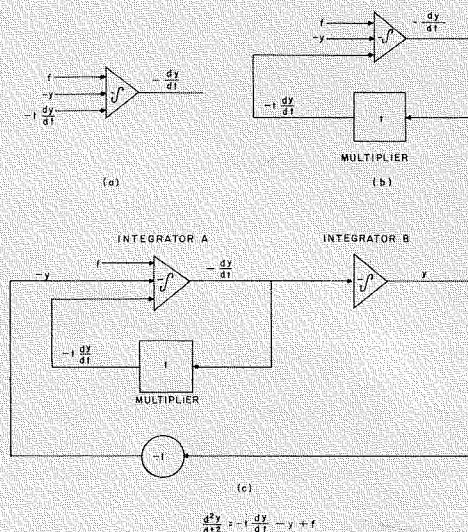 f
-y
-t dy/dt
-∫
- dy/dt
(a)
f
-y
-∫
- dy/dt
-t dy/dt
t
MULTIPLIER
(b)
INTEGRATOR A
INTEGRATOR B
f
-y
-∫
- dy/dt
-∫
y
-t dy/dt
t
MULTIPLIER
-1
(c)
d²y/dt² = -t dy/dt - y + f